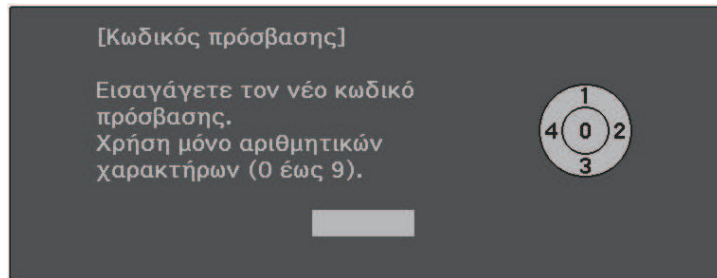 [Κωδικός πρόσβασης]
Εισαγάγετε τον νέο κωδικό
πρόσβασης.
Χρήση μόνο αριθμητικών
χαρακτήρων (0 έως 9).
1
4 0 2
3